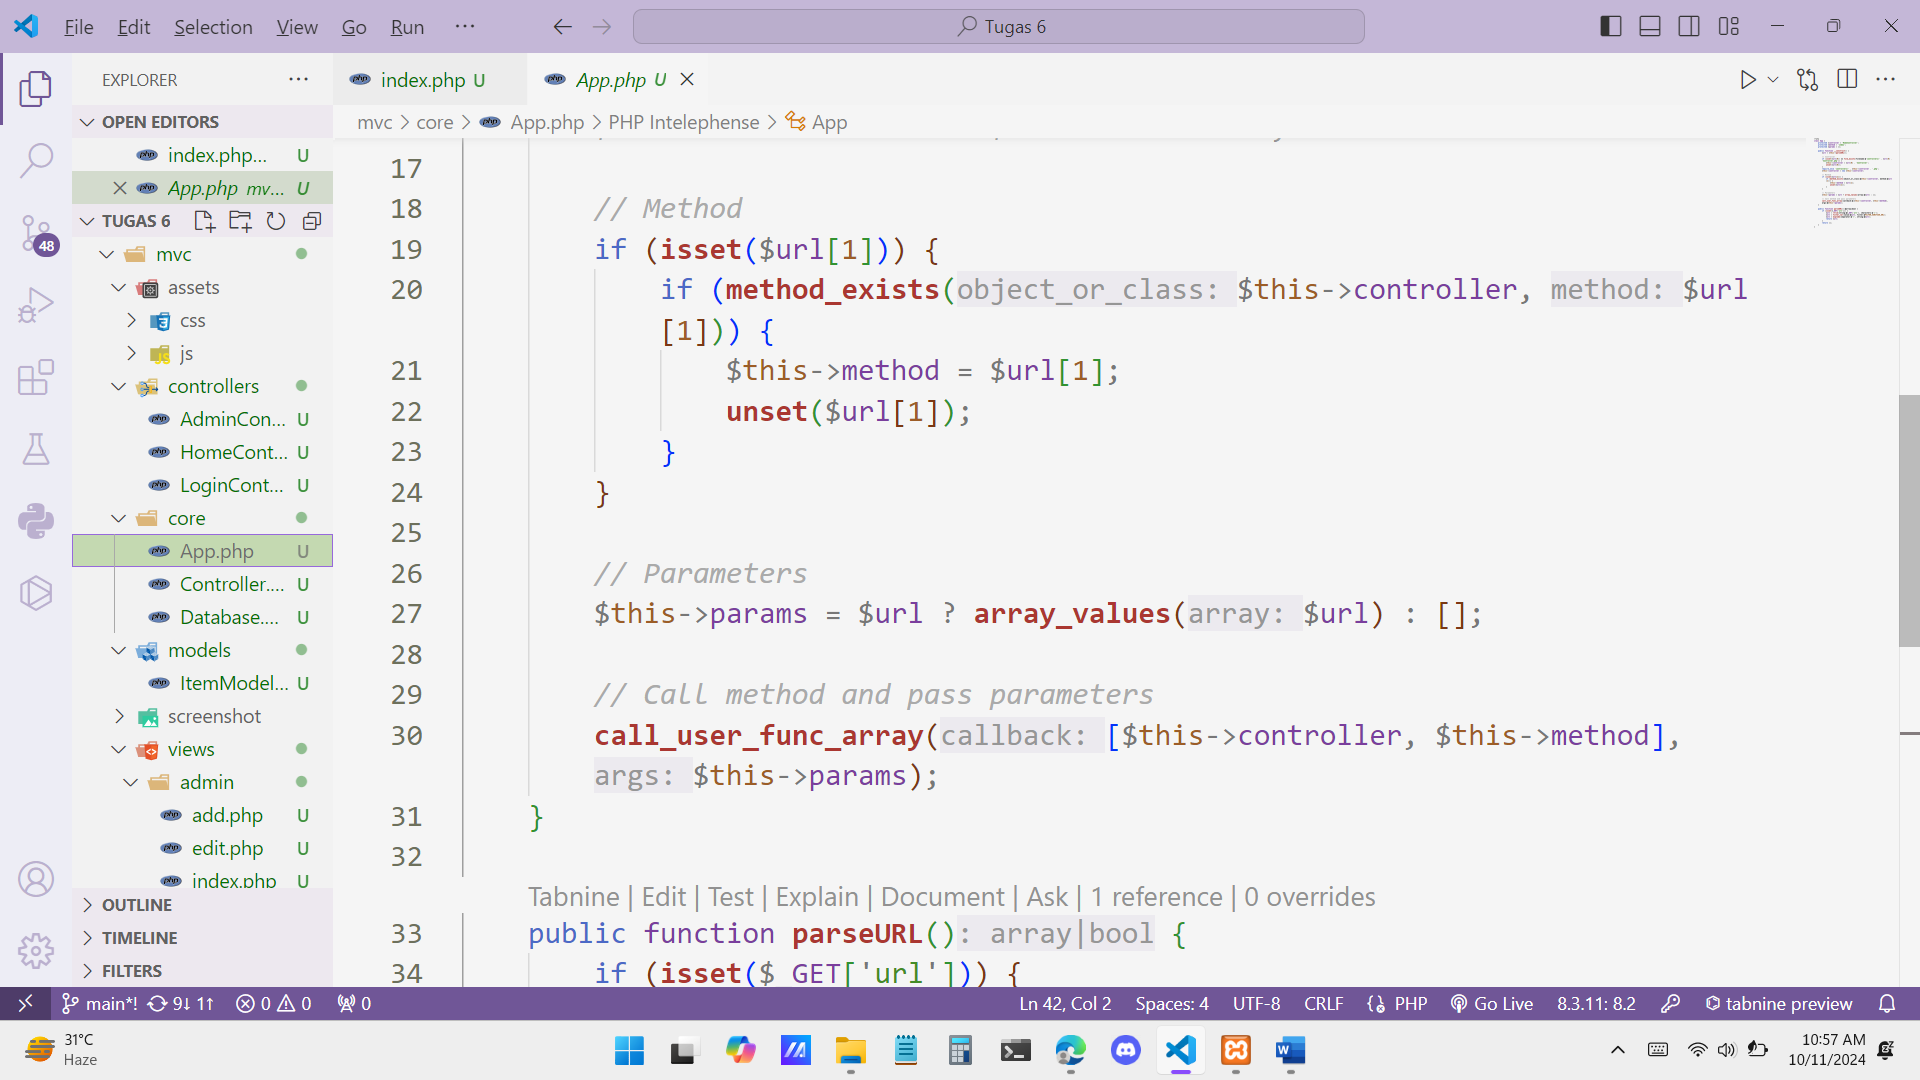 File Edit Selection View Go Run ···
Tugas 6
EXPLORER ···
index.php U
App.php U
OPEN EDITORS
index.php... U
App.php mv... U
mvc > core > App.php > PHP Intelephense > App
TUGAS 6
mvc
assets
css
js
controllers
AdminCon... U
HomeCont... U
LoginCont... U
core
App.php U
Controller.... U
Database.... U
models
ItemModel... U
screenshot
views
admin
add.php U
edit.php U
index.php U
OUTLINE
TIMELINE
FILTERS
48
17
18 // Method
19 if (isset($url[1])) {
20 if (method_exists(object_or_class: $this->controller, method: $url
[1])) {
21 $this->method = $url[1];
22 unset($url[1]);
23 }
24 }
25
26 // Parameters
27 $this->params = $url ? array_values(array: $url) : [];
28
29 // Call method and pass parameters
30 call_user_func_array(callback: [$this->controller, $this->method],
args: $this->params);
31 }
32
Tabnine | Edit | Test | Explain | Document | Ask | 1 reference | 0 overrides
33 public function parseURL(): array|bool {
34 if (isset($_GET['url'])) {
main*! 9↓ 1↑ 0 0 0
Ln 42, Col 2 Spaces: 4 UTF-8 CRLF PHP Go Live 8.3.11: 8.2 tabnine preview
31°C
Haze
10:57 AM
10/11/2024